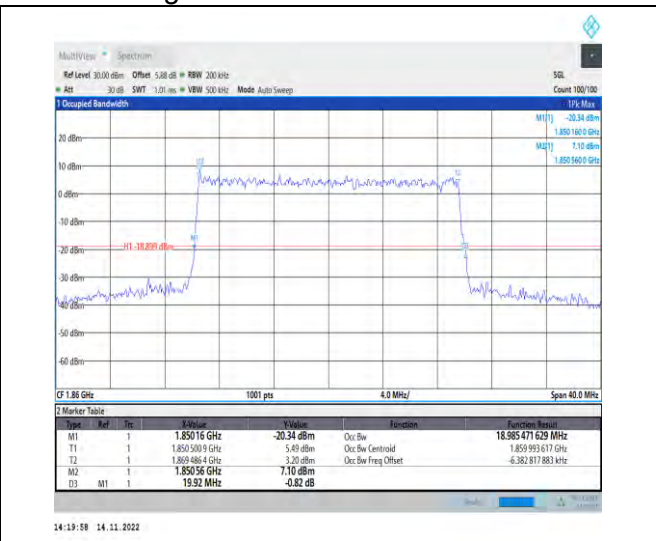 MultiView Spectrum
Ref Level 30.00 dBm Offset 5.88 dB RBW 200 kHz SGL
Att 30 dB SWT 1.01 ms VBW 500 kHz Mode Auto Sweep Count 100/100
1 Occupied Bandwidth 1Pk Max
M1[1] -20.34 dBm
1.850 160 0 GHz
M2[1] 7.10 dBm
1.850 560 0 GHz
20 dBm
10 dBm
0 dBm
-10 dBm
H1 -18.899 dBm
M1
-20 dBm
-30 dBm
-40 dBm
-50 dBm
-60 dBm
CF 1.86 GHz 1001 pts 4.0 MHz/ Span 40.0 MHz
2 Marker Table
Type Ref Trc X-Value Y-Value Function Function Result
M1 1 1.85016 GHz -20.34 dBm Occ Bw 18.985 471 629 MHz
T1 1 1.850 500 9 GHz 5.49 dBm Occ Bw Centroid 1.859 993 617 GHz
T2 1 1.869 486 4 GHz 3.20 dBm Occ Bw Freq Offset -6.382 817 883 kHz
M2 1 1.85056 GHz 7.10 dBm
D3 M1 1 19.92 MHz -0.82 dB
14:19:58 14.11.2022